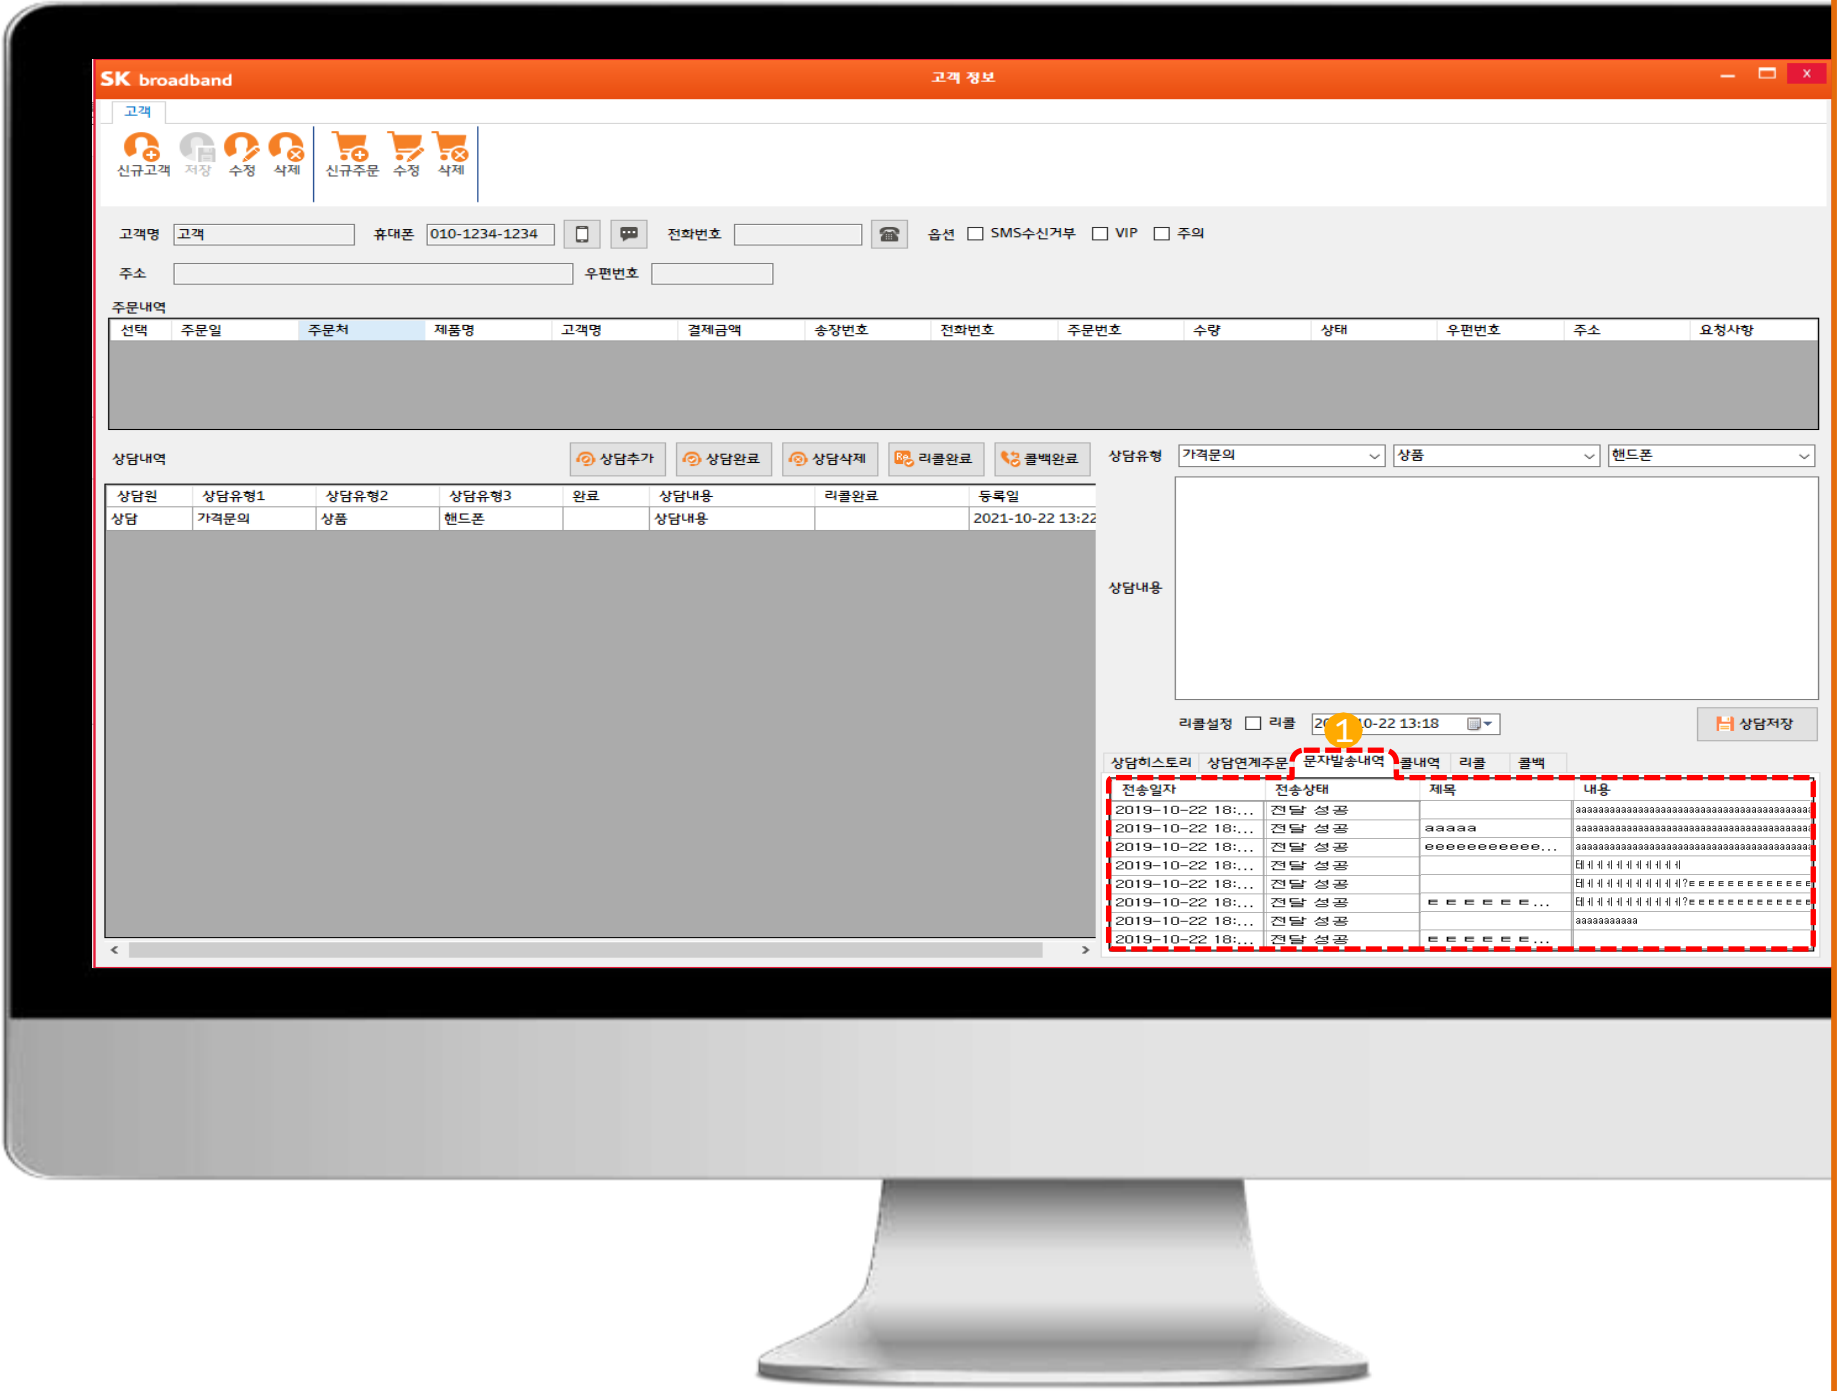 SK broadband
고객 정보
X
고객
신규고객 저장 수정 삭제 신규주문 수정 삭제
고객명 고객 휴대폰 010-1234-1234 전화번호 옵션 SMS수신거부 VIP 주의
주소 우편번호
주문내역
선택 주문일 주문처 제품명 고객명 결제금액 송장번호 전화번호 주문번호 수량 상태 우편번호 주소 요청사항
상담내역 상담추가 상담완료 상담삭제 Re 리콜완료 콜백완료
상담원 상담유형1 상담유형2 상담유형3 완료 상담내용 리콜완료 등록일
상담 가격문의 상품 핸드폰 상담내용 2021-10-22 13:22
상담유형 가격문의 상품 핸드폰
상담내용
리콜설정 리콜 0-22 13:18 상담저장
1
상담히스토리 상담연계주문 문자발송내역 콜내역 리콜 콜백
전송일자 전송상태 제목 내용
2019-10-22 18:... 전달 성공
2019-10-22 18:... 전달 성공 aaaaa
2019-10-22 18:... 전달 성공 eeeeeeeeeee...
2019-10-22 18:... 전달 성공
2019-10-22 18:... 전달 성공
2019-10-22 18:... 전달 성공 ㅌㅌㅌㅌㅌㅌ...
2019-10-22 18:... 전달 성공 aaaaaaaaaaa
2019-10-22 18:... 전달 성공 ㅌㅌㅌㅌㅌㅌ...